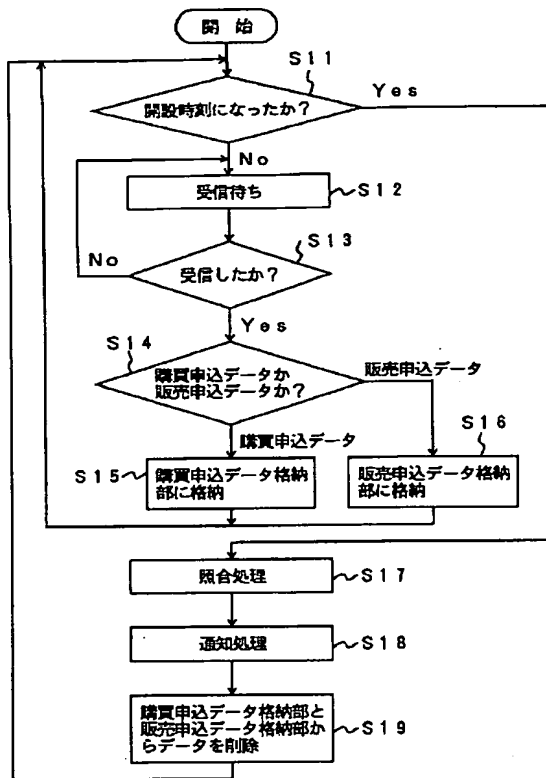 開 始
S11
Yes
開設時刻になったか?
No
受信待ち
S12
S13
No
受信したか?
Yes
S14
購買申込データか
販売申込データか?
販売申込データ
購買申込データ
S16
S15
購買申込データ格納
部に格納
販売申込データ格納
部に格納
照合処理
S17
通知処理
S18
購買申込データ格納部と
販売申込データ格納部か
らデータを削除
S19